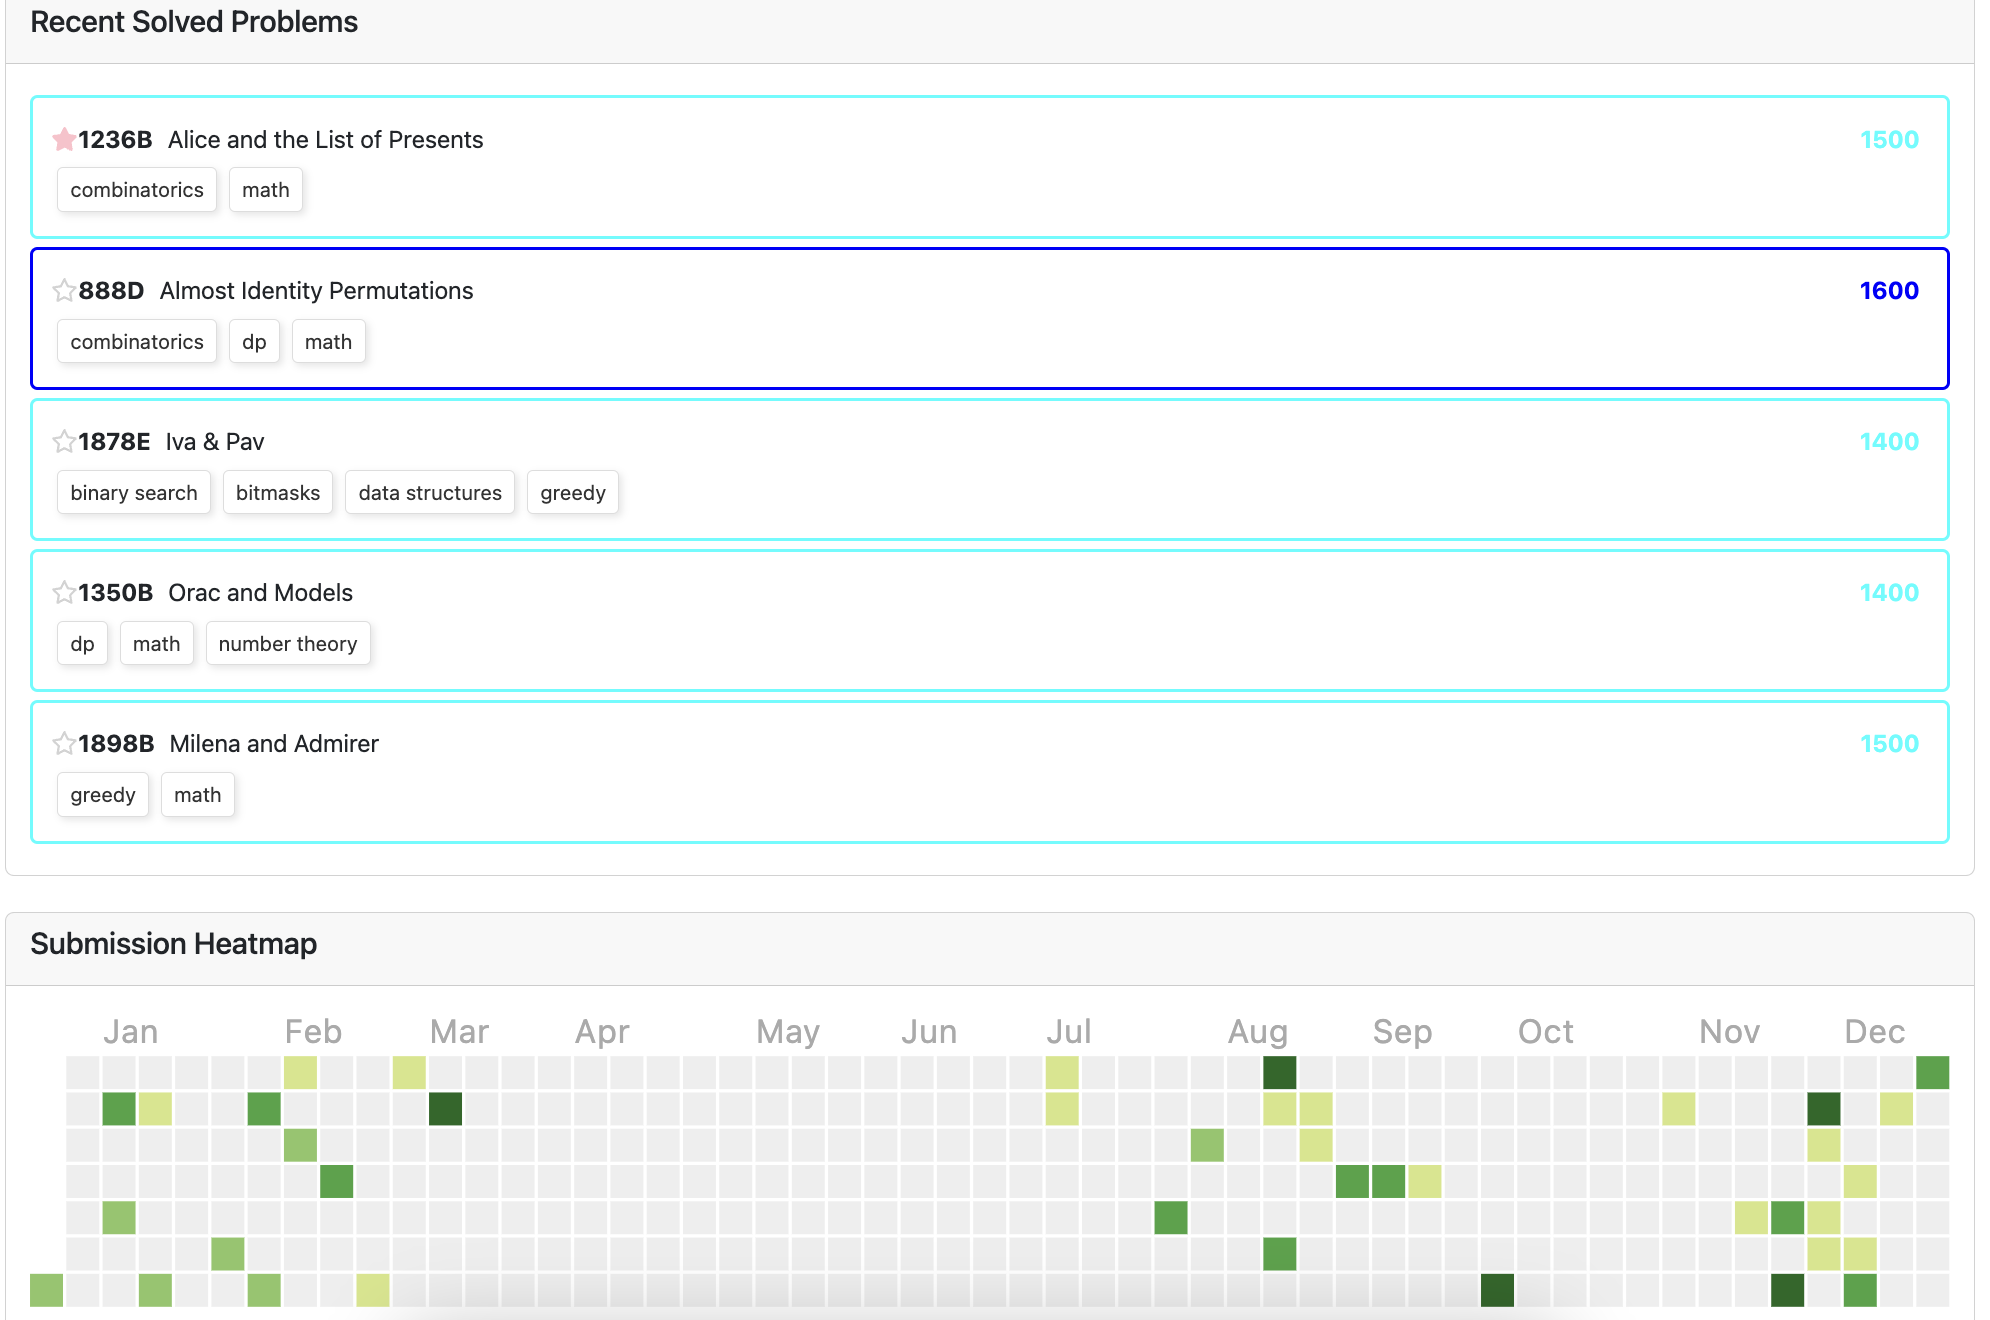 Recent Solved Problems
1236B Alice and the List of Presents 1500
combinatorics math
888D Almost Identity Permutations 1600
combinatorics dp math
1878E Iva & Pav 1400
binary search bitmasks data structures greedy
1350B Orac and Models 1400
dp math number theory
1898B Milena and Admirer 1500
greedy math
Submission Heatmap
Jan Feb Mar Apr May Jun Jul Aug Sep Oct Nov Dec